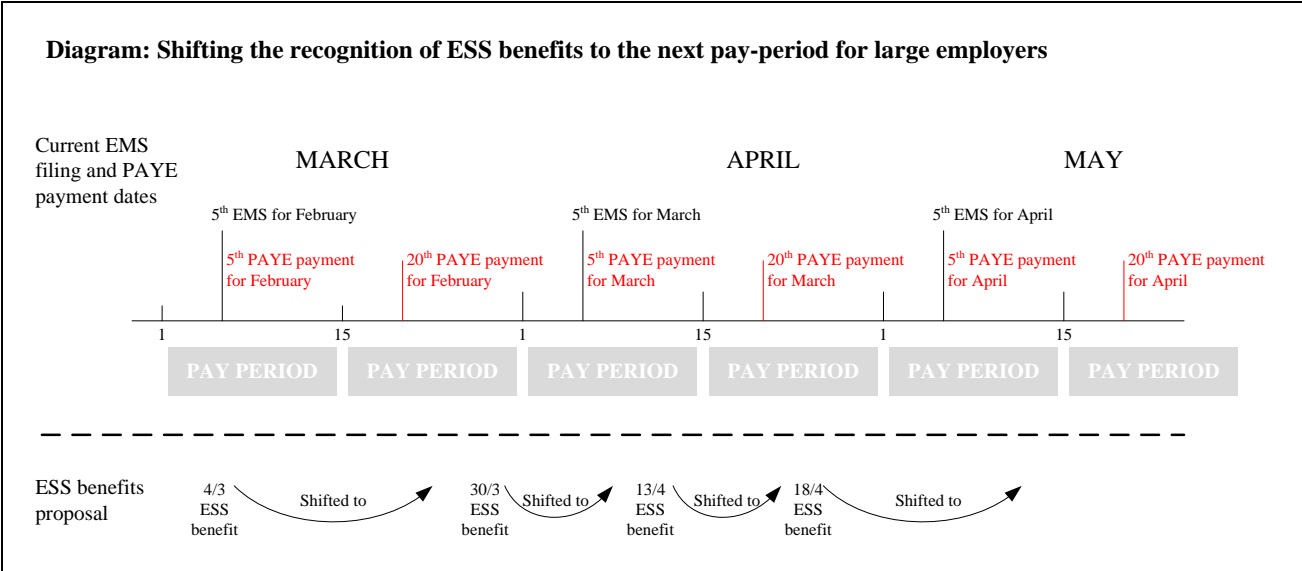 Diagram: Shifting the recognition of ESS benefits to the next pay-period for large employers
Current EMS
filing and PAYE
payment dates
MARCH
APRIL
MAY
5th EMS for February
5th EMS for March
5th EMS for April
5th PAYE payment
for February
20th PAYE payment
for February
5th PAYE payment
for March
20th PAYE payment
for March
5th PAYE payment
for April
20th PAYE payment
for April
1
15
1
15
1
15
PAY PERIOD
PAY PERIOD
PAY PERIOD
PAY PERIOD
PAY PERIOD
PAY PERIOD
ESS benefits
proposal
4/3
ESS
benefit
Shifted to
30/3
ESS
benefit
Shifted to
13/4
ESS
benefit
Shifted to
18/4
ESS
benefit
Shifted to